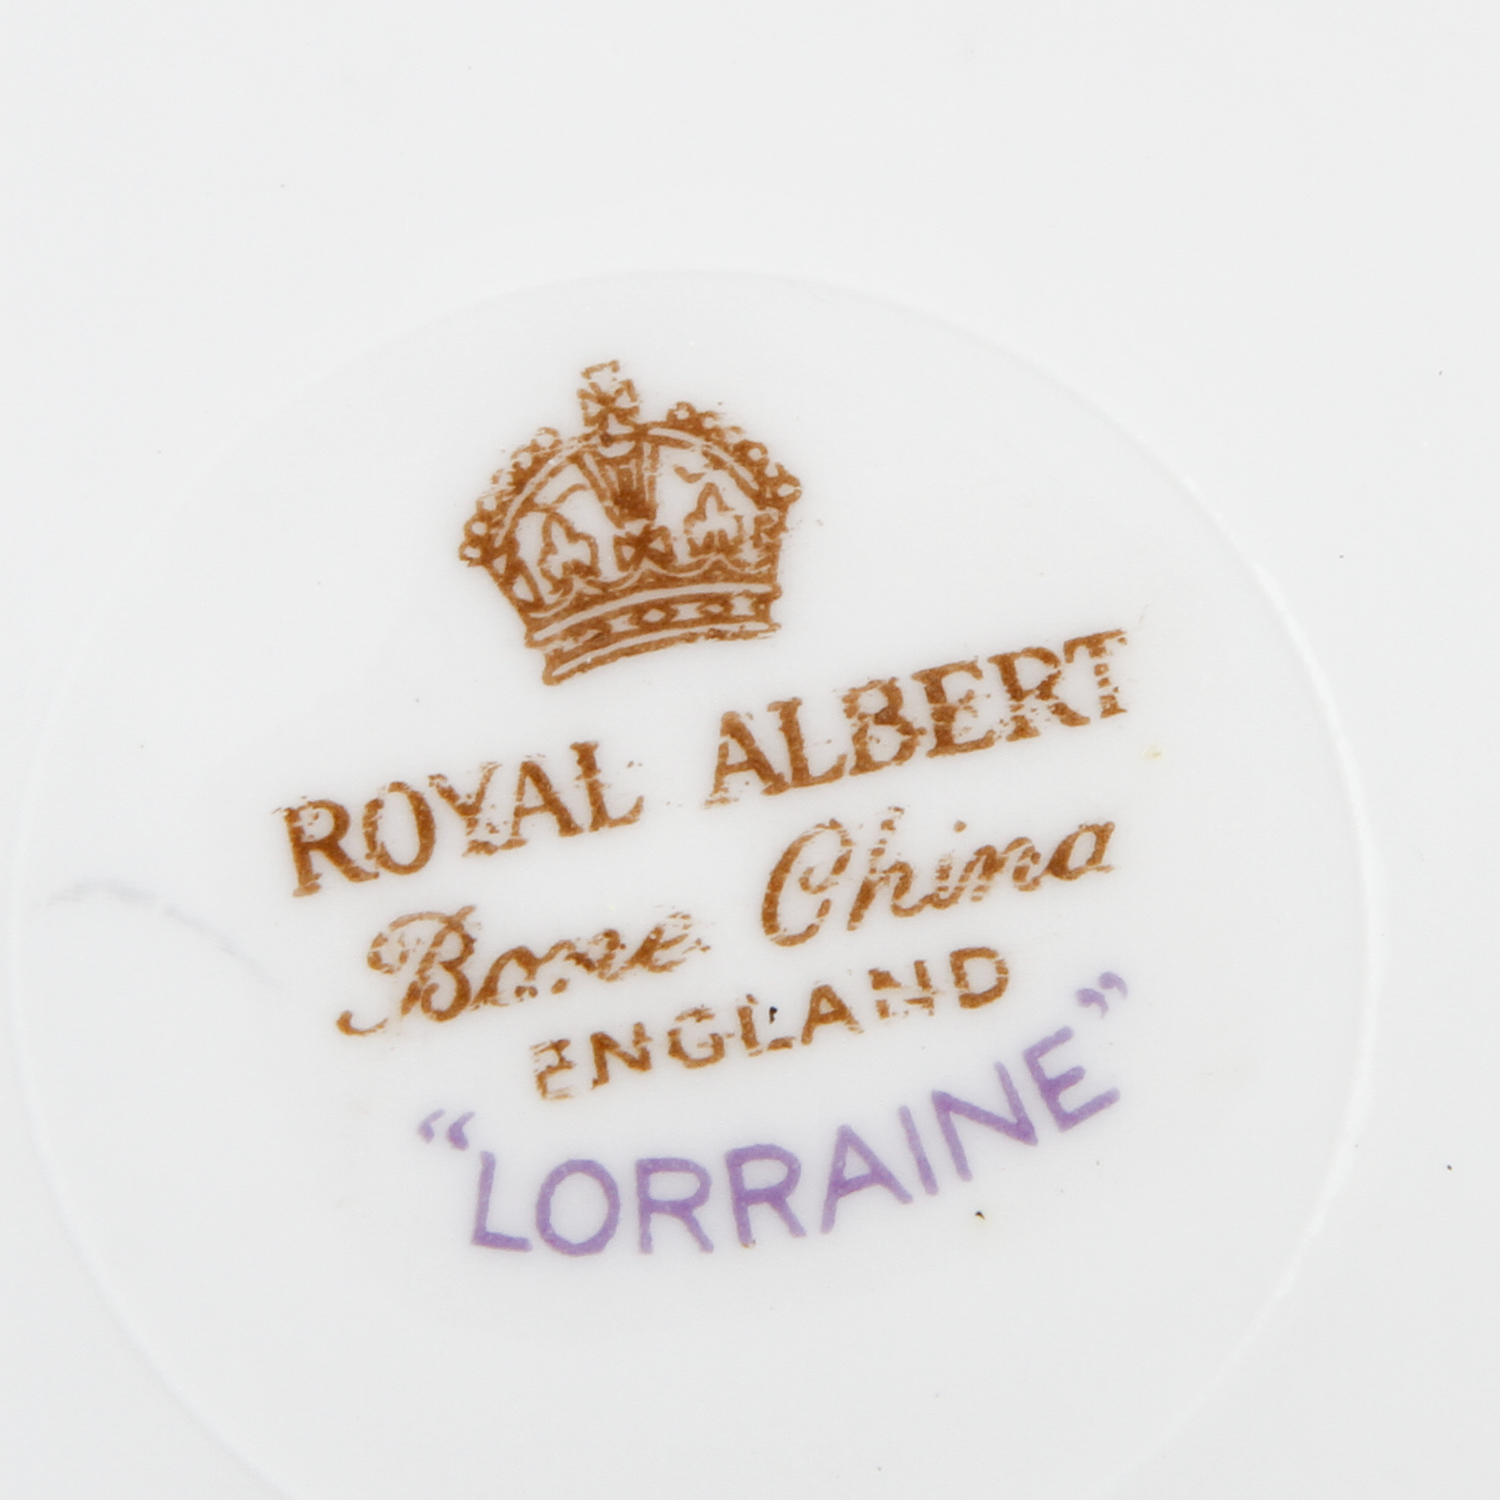 ROYAL ALBERT
Bone China
ENGLAND
“LORRAINE”